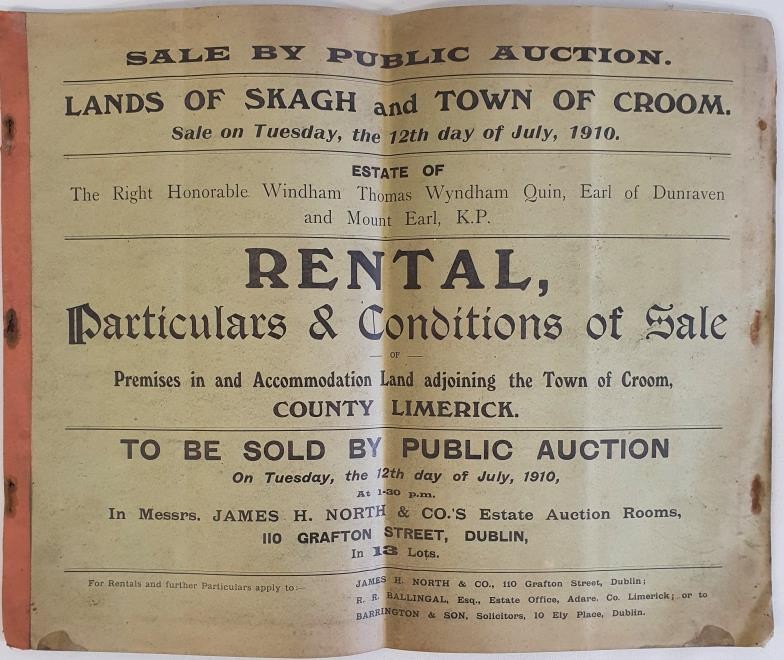 SALE BY PUBLIC AUCTION.
LANDS OF SKAGH and TOWN OF CROOM.
Sale on Tuesday, the 12th day of July, 1910.
ESTATE OF
The Right Honorable Windham Thomas Wyndham Quin, Earl of Dunraven
and Mount Earl, K.P.
RENTAL,
Particulars & Conditions of Sale
— OF —
Premises in and Accommodation Land adjoining the Town of Croom,
COUNTY LIMERICK.
TO BE SOLD BY PUBLIC AUCTION
On Tuesday, the 12th day of July, 1910,
At 1-30 p.m.
In Messrs. JAMES H. NORTH & CO.'S Estate Auction Rooms,
110 GRAFTON STREET, DUBLIN,
In 13 Lots.
For Rentals and further Particulars apply to:—
JAMES H. NORTH & CO., 110 Grafton Street, Dublin;
R. R. BALLINGAL, Esq., Estate Office, Adare, Co. Limerick; or to
BARRINGTON & SON, Solicitors, 10 Ely Place, Dublin.